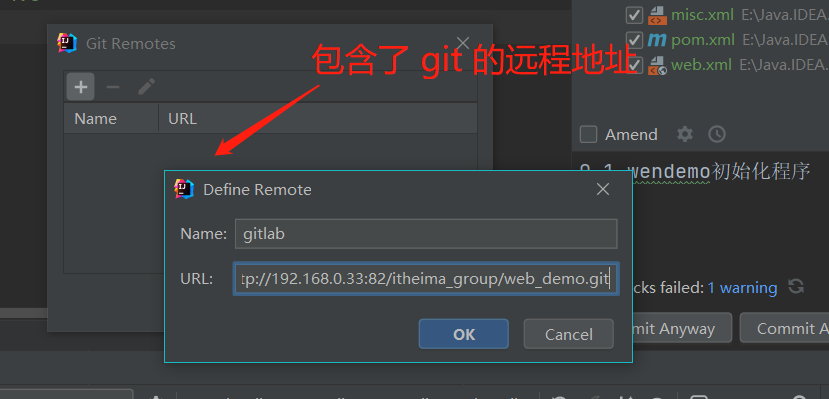 Git Remotes
包含了 git 的远程地址
Name URL
Define Remote
Name: gitlab
URL: tp://192.168.0.33:82/itheima_group/web_demo.git
OK Cancel
misc.xml E:\Java.IDEA.
pom.xml E:\Java.IDEA.
web.xml E:\Java.IDEA.
Amend
wendemo初始化程序
cks failed: 1 warning
mit Anyway Commit A